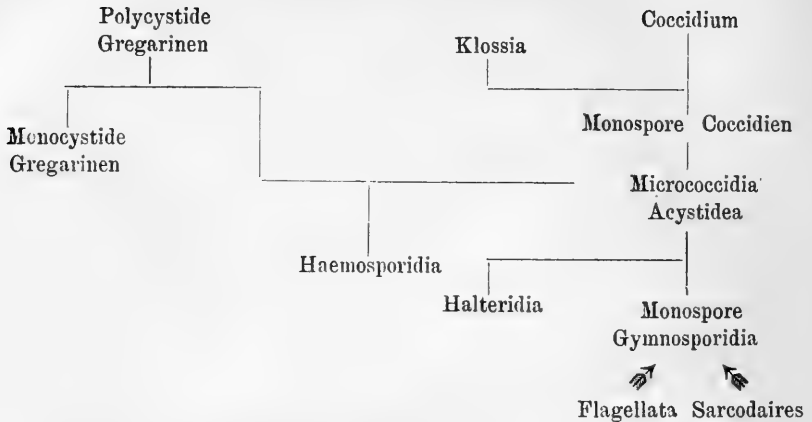 Polycystide
Gregarinen
Coccidium
Klossia
Monocystide
Gregarinen
Monospore Coccidien
Micrococcidia
Acystidea
Haemosporidia
Halteridia
Monospore
Gymnosporidia
Flagellata Sarcodaires